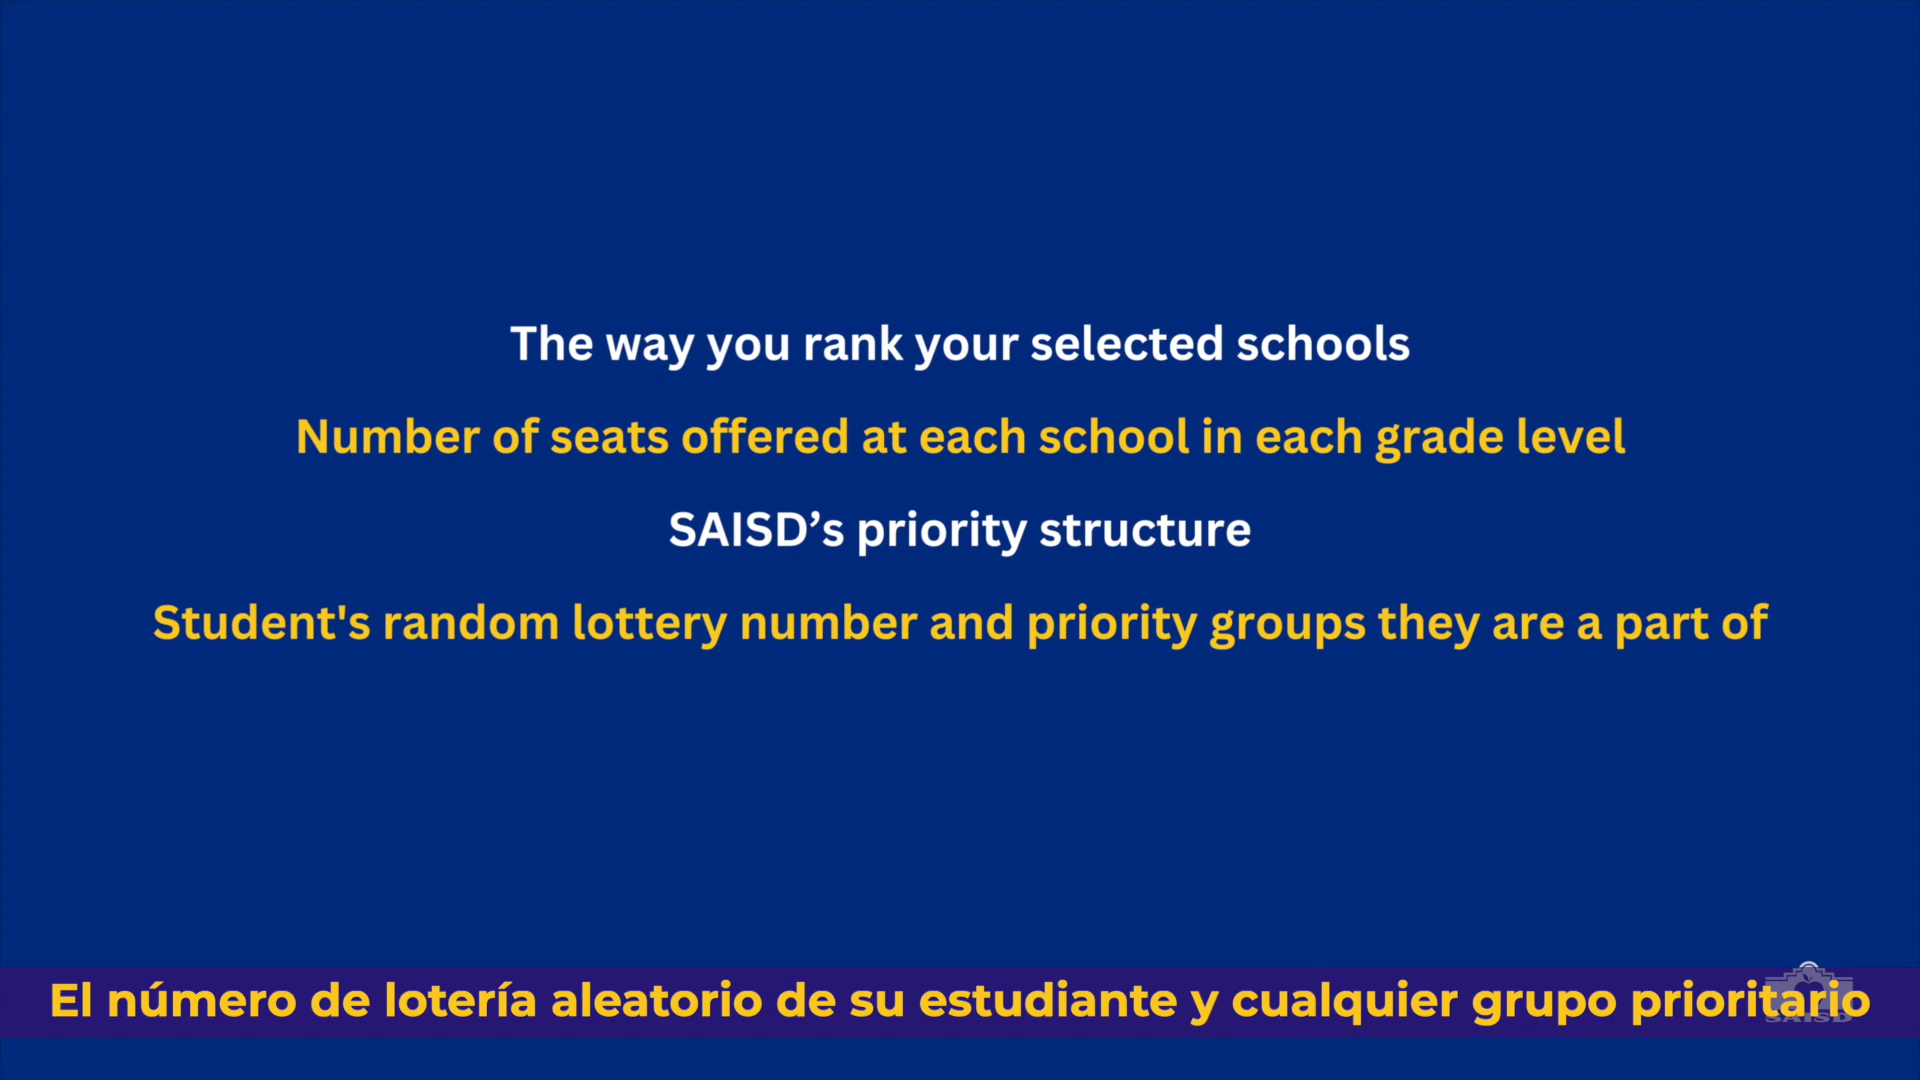 The way you rank your selected schools
Number of seats offered at each school in each grade level
SAISD’s priority structure
Student's random lottery number and priority groups they are a part of
El número de lotería aleatorio de su estudiante y cualquier grupo prioritario
SAISD